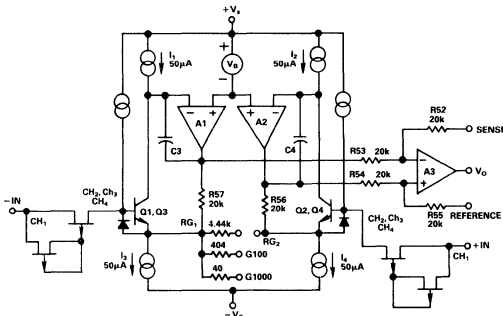 +Vs
I1
50µA
I2
50µA
+
VB
−
− +
A1
+ −
A2
C3
C4
R52
20k
SENSE
R53 20k
−
A3
VO
R54 20k
+
R55
20k
REFERENCE
R57
20k
R56
20k
−IN
CH2, Ch3
CH4
Q1, Q3
Q2, Q4
CH2, CH3
CH4
CH1
RG1
4.44k
RG2
404
G100
40
G1000
I3
50µA
I4
50µA
+IN
CH1